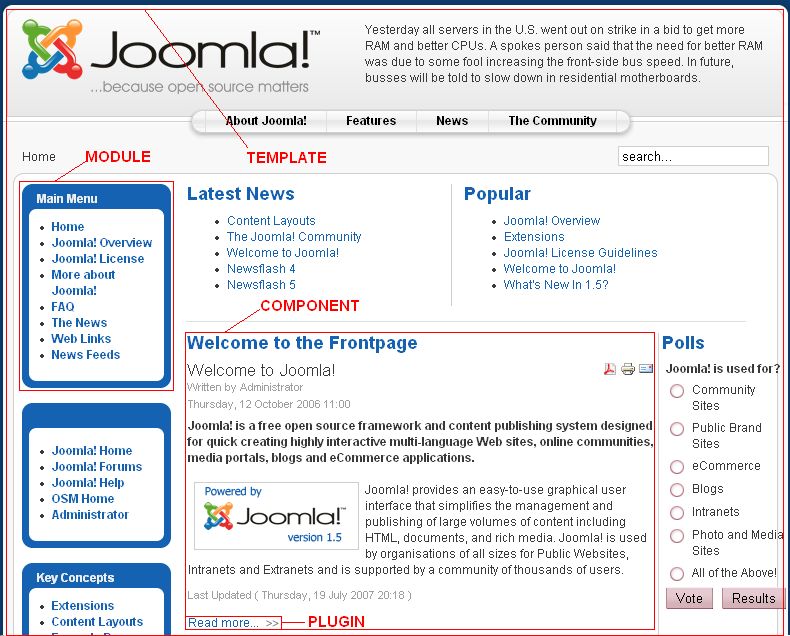 Joomla!™
...because open source matters
Yesterday all servers in the U.S. went out on strike in a bid to get more
RAM and better CPUs. A spokes person said that the need for better RAM
was due to some fool increasing the front-side bus speed. In future,
busses will be told to slow down in residential motherboards.
About Joomla! Features News The Community
Home
MODULE
TEMPLATE
search...
Main Menu
Home
Joomla! Overview
Joomla! License
More about
Joomla!
FAQ
The News
Web Links
News Feeds
Joomla! Home
Joomla! Forums
Joomla! Help
OSM Home
Administrator
Key Concepts
Extensions
Content Layouts
Latest News
Content Layouts
The Joomla! Community
Welcome to Joomla!
Newsflash 4
Newsflash 5
Popular
Joomla! Overview
Extensions
Joomla! License Guidelines
Welcome to Joomla!
What's New In 1.5?
COMPONENT
Welcome to the Frontpage
Welcome to Joomla!
Written by Administrator
Thursday, 12 October 2006 11:00
Joomla! is a free open source framework and content publishing system designed
for quick creating highly interactive multi-language Web sites, online communities,
media portals, blogs and eCommerce applications.
Powered by
Joomla!™
version 1.5
Joomla! provides an easy-to-use graphical user
interface that simplifies the management and
publishing of large volumes of content including
HTML, documents, and rich media. Joomla! is used
by organisations of all sizes for Public Websites,
Intranets and Extranets and is supported by a community of thousands of users.
Last Updated ( Thursday, 19 July 2007 20:18 )
Read more... >>
PLUGIN
Polls
Joomla! is used for?
Community
Sites
Public Brand
Sites
eCommerce
Blogs
Intranets
Photo and Media
Sites
All of the Above!
Vote Results